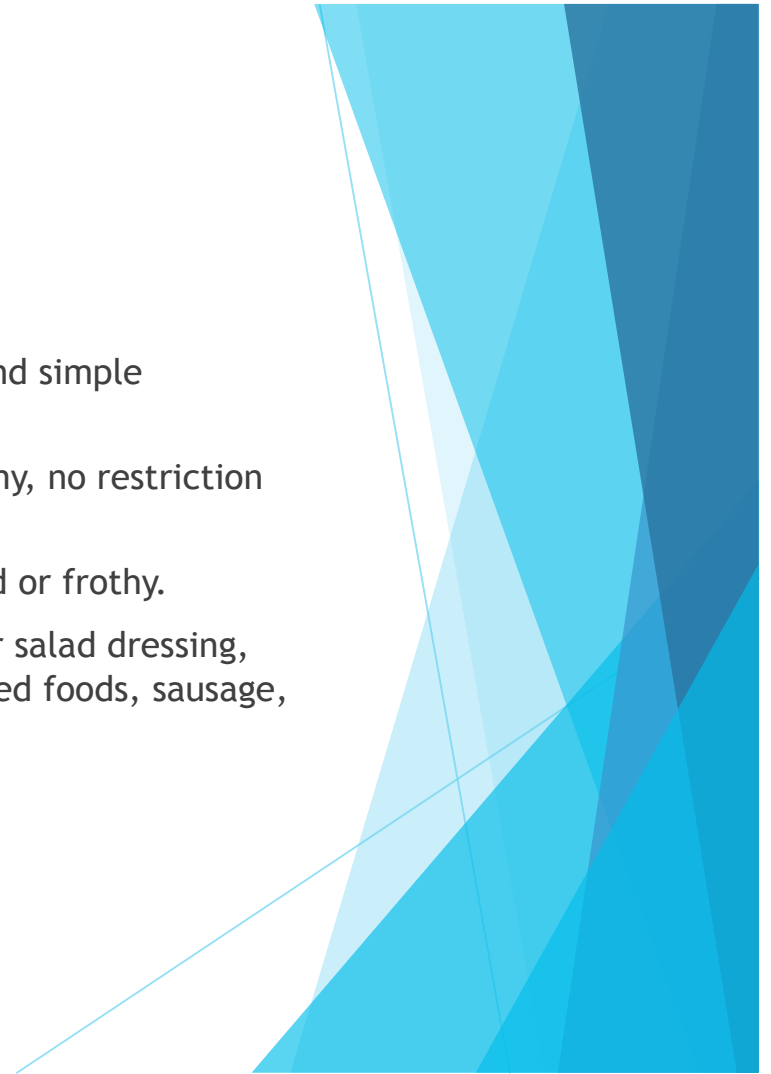 nd simple
ny, no restriction
d or frothy.
r salad dressing,
ed foods, sausage,